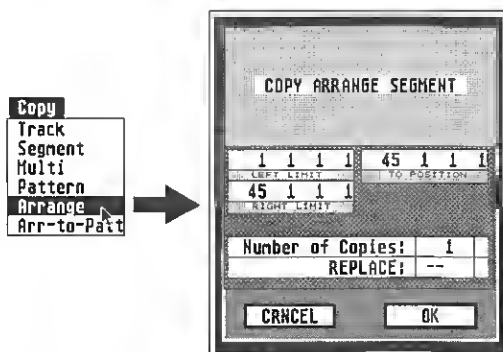 Copy
Track
Segment
Multi
Pattern
Arrange
Arr-to-Patt
COPY ARRANGE SEGMENT
1 1 1 1
LEFT LIMIT
45 1 1 1
TO POSITION
45 1 1 1
RIGHT LIMIT
Number of Copies: 1
REPLACE: --
CANCEL
OK